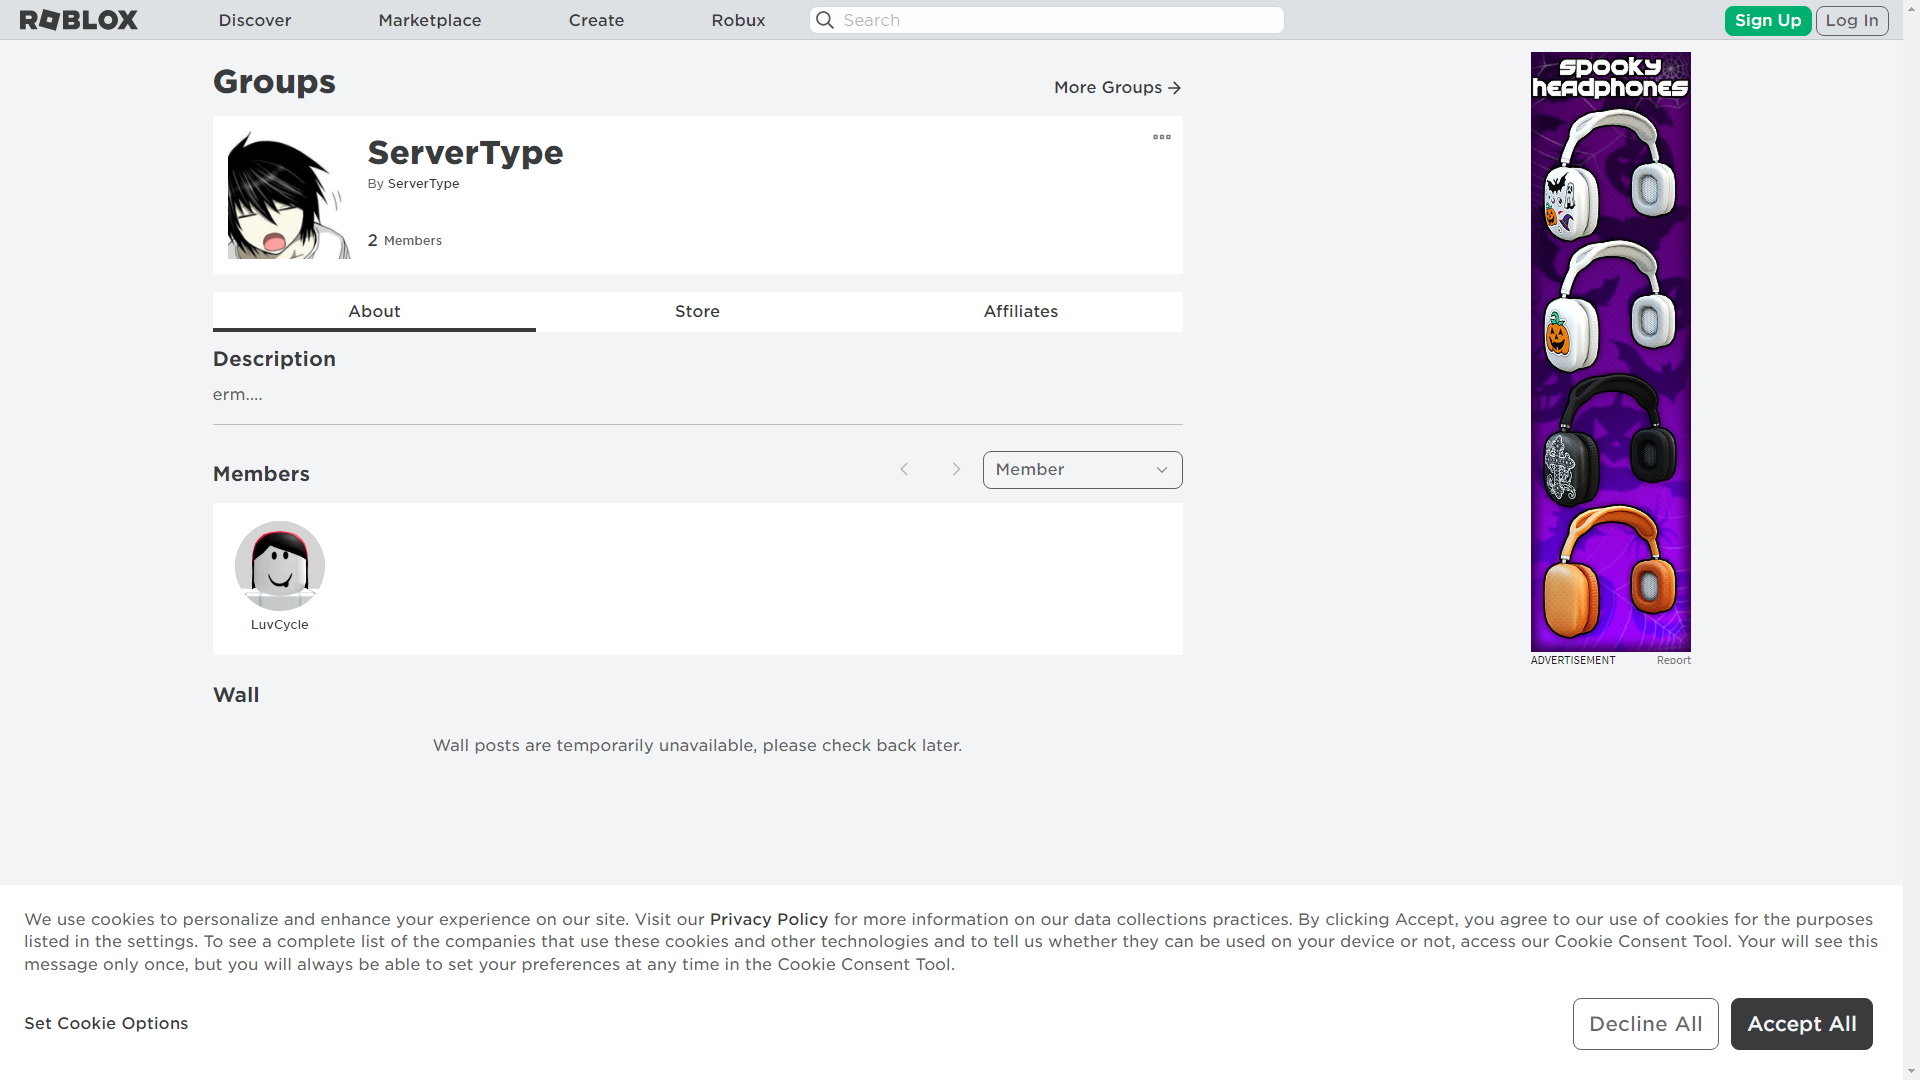 ROBLOX
Discover
Marketplace
Create
Robux
Search
Sign Up
Log In
Groups
More Groups
ServerType
By ServerType
2 Members
About
Store
Affiliates
Description
erm....
Members
Member
LuvCycle
Wall
Wall posts are temporarily unavailable, please check back later.
spooky
headphones
ADVERTISEMENT
Report
We use cookies to personalize and enhance your experience on our site. Visit our Privacy Policy for more information on our data collections practices. By clicking Accept, you agree to our use of cookies for the purposes
listed in the settings. To see a complete list of the companies that use these cookies and other technologies and to tell us whether they can be used on your device or not, access our Cookie Consent Tool. Your will see this
message only once, but you will always be able to set your preferences at any time in the Cookie Consent Tool.
Set Cookie Options
Decline All
Accept All